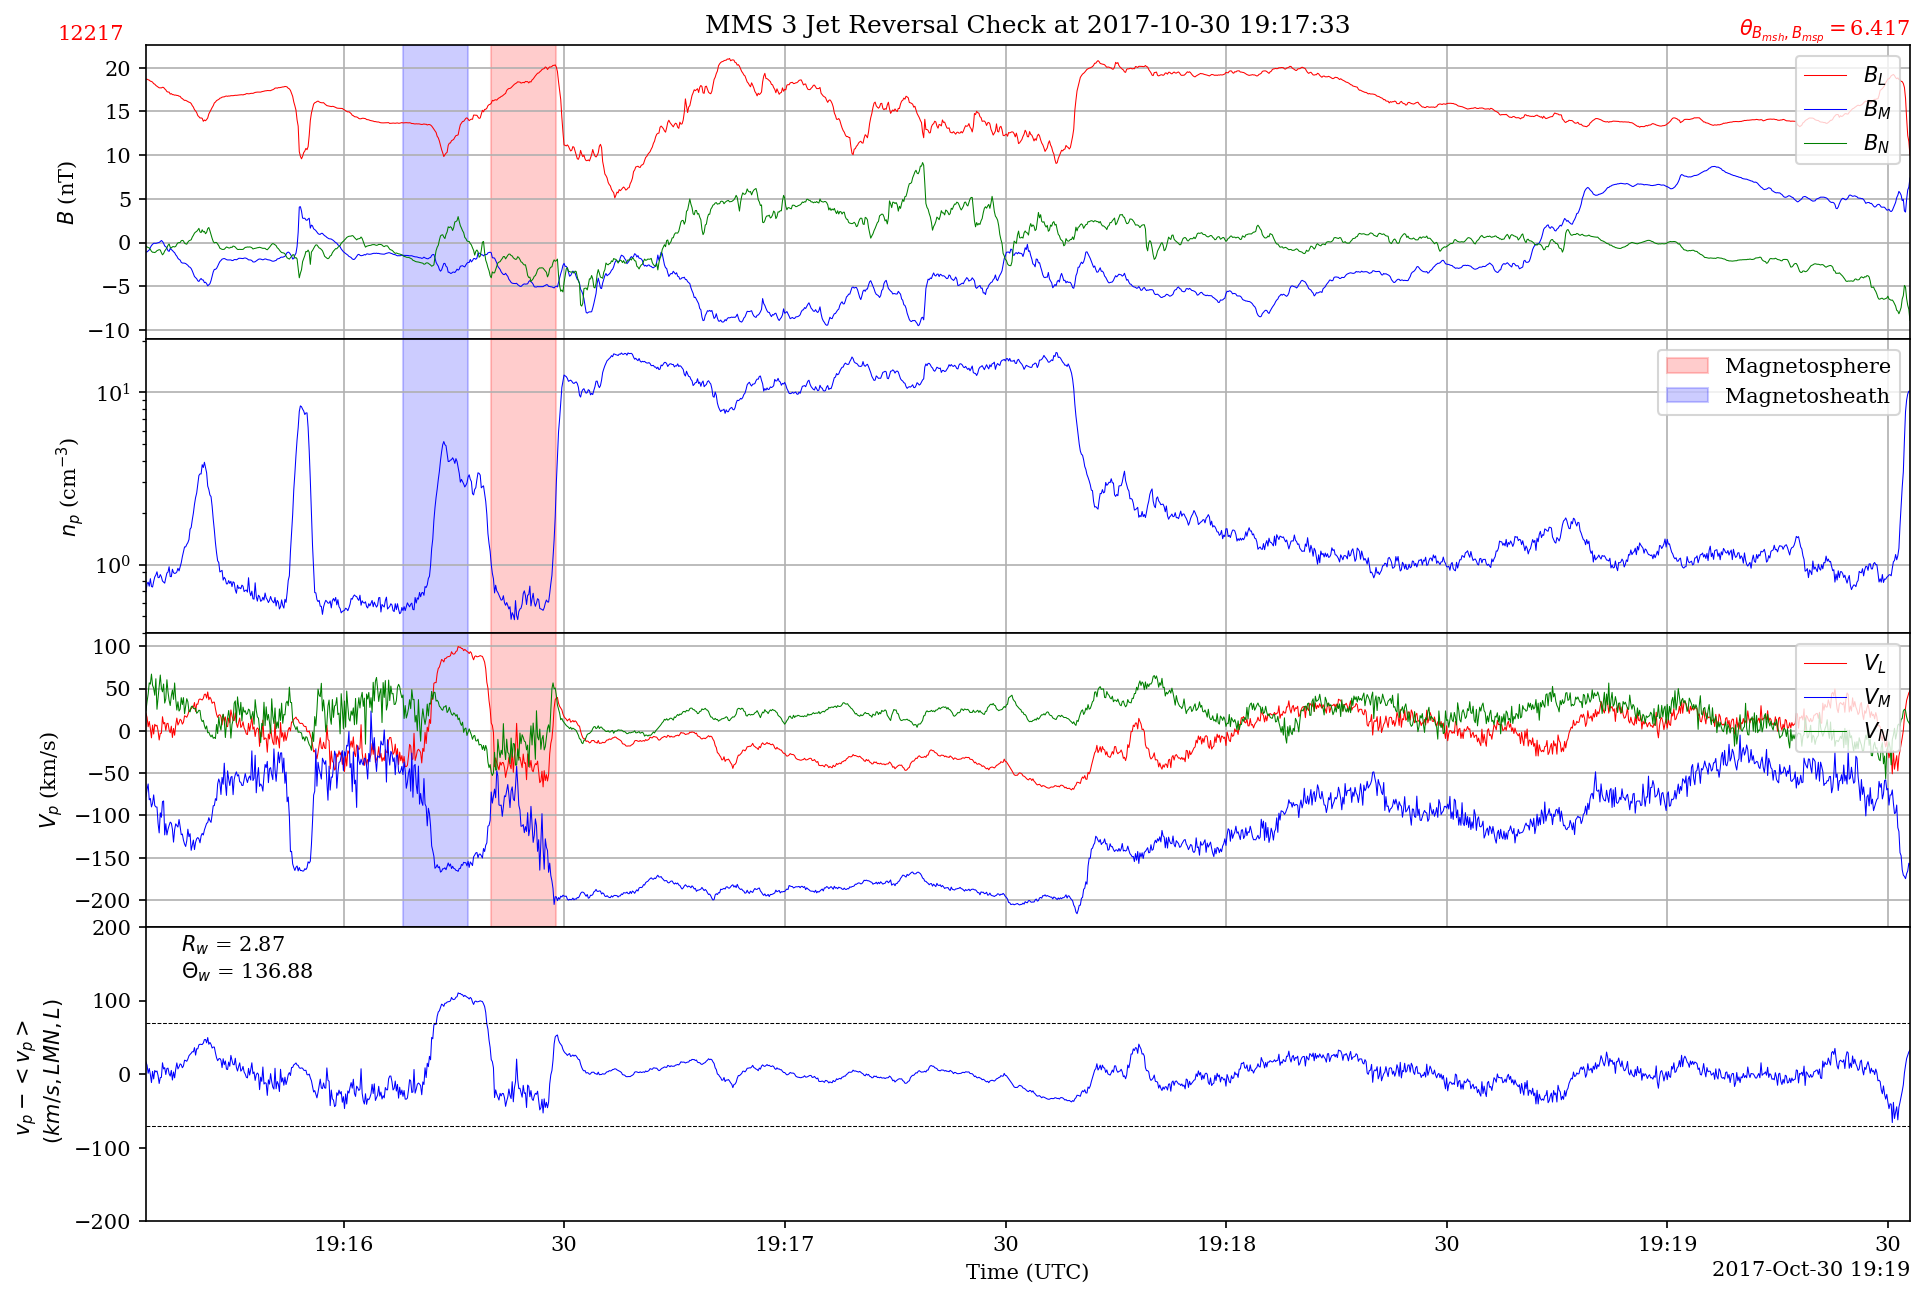 MMS 3 Jet Reversal Check at 2017-10-30 19:17:33
12217
θ_{B_{msh}, B_{msp}} = 6.417
20
15
10
5
0
−5
−10
B (nT)
B_L
B_M
B_N
10^1
10^0
n_p (cm^{−3})
Magnetosphere
Magnetosheath
100
50
0
−50
−100
−150
−200
V_p (km/s)
V_L
V_M
V_N
200
100
0
−100
−200
v_p − < v_p >
(km/s, LMN, L)
R_w = 2.87
Θ_w = 136.88
19:16 30 19:17 30 19:18 30 19:19 30
Time (UTC)
2017-Oct-30 19:19